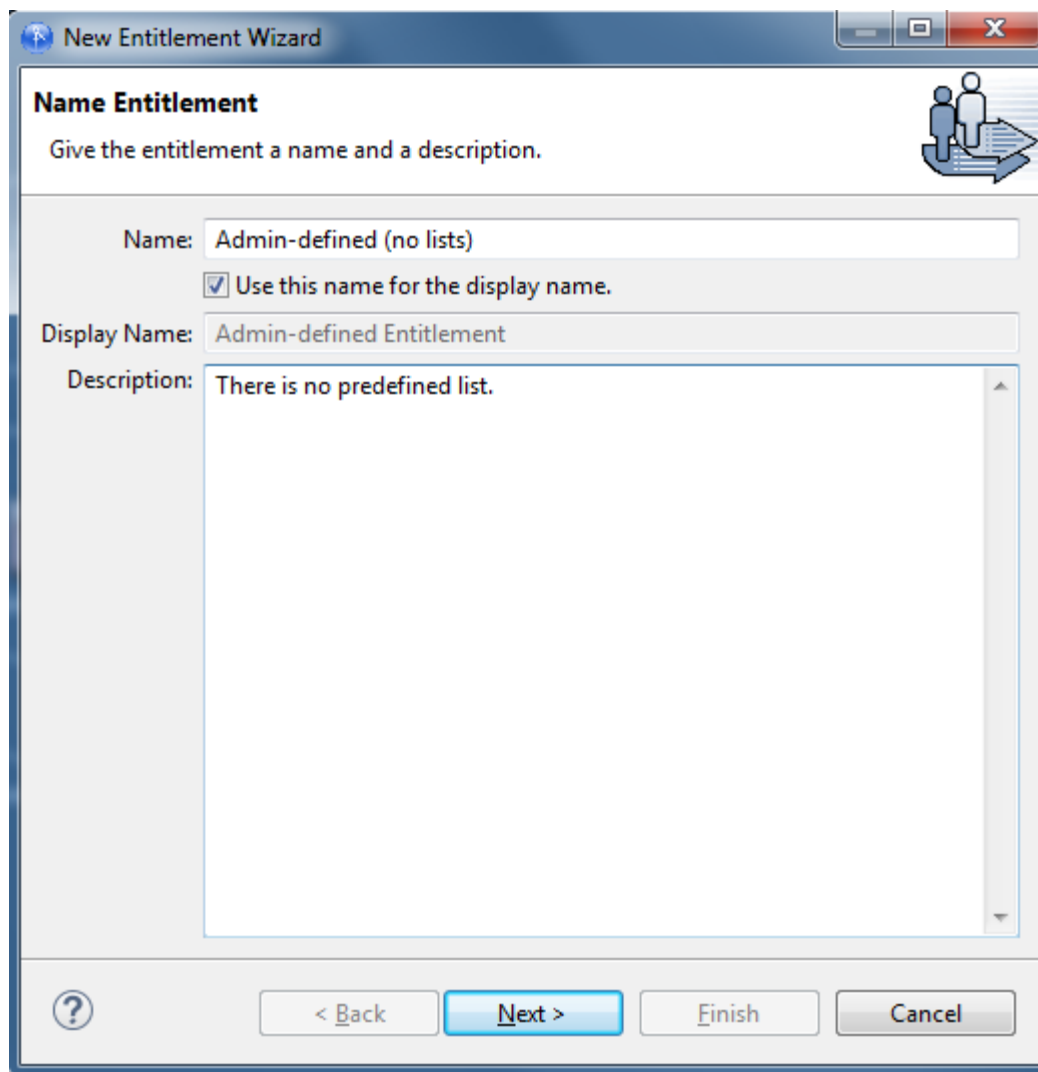 New Entitlement Wizard
Name Entitlement
Give the entitlement a name and a description.
Name: Admin-defined (no lists)
Use this name for the display name.
Display Name: Admin-defined Entitlement
Description: There is no predefined list.
? < Back Next > Finish Cancel